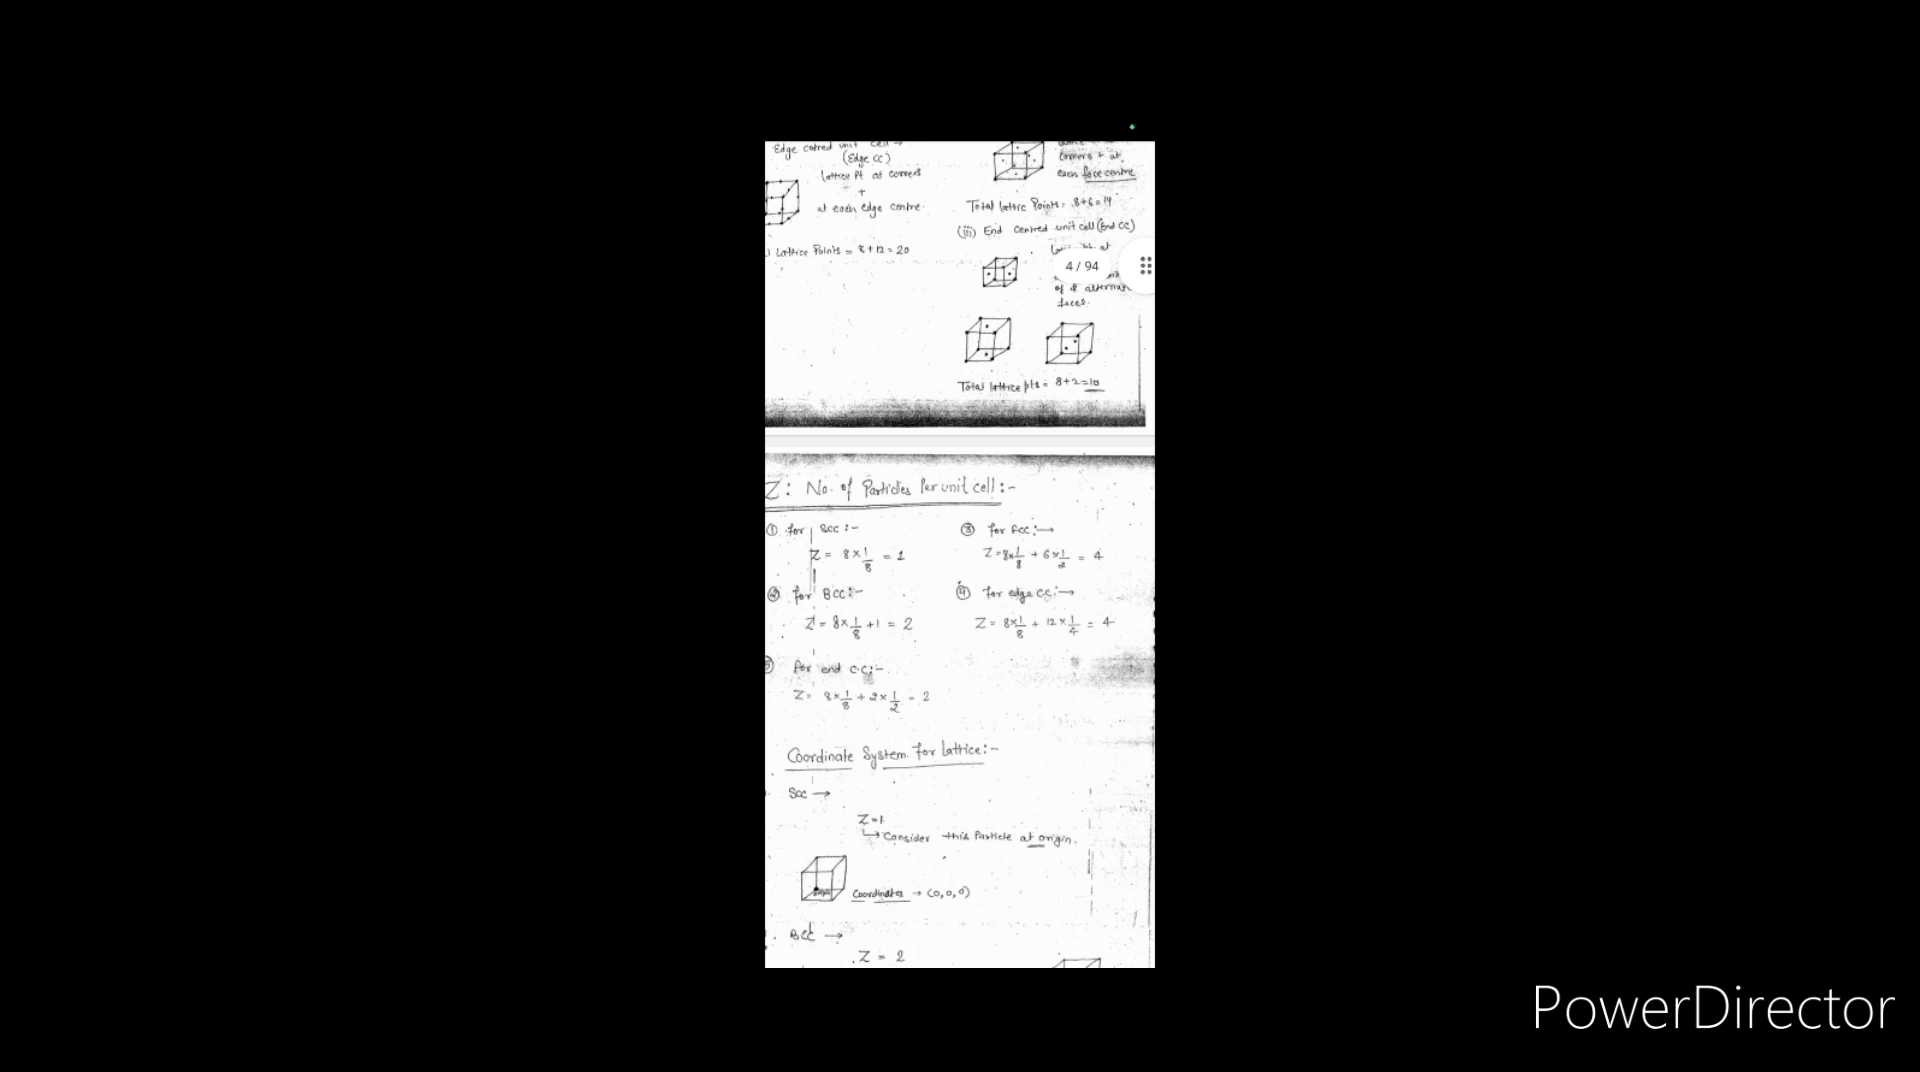 Edge centred unit cell →
(Edge CC)
lattice Pt at corners
+
at each edge centre
Lattice Points = 8+12=20
corners + at
each face centre
Total lattice Points = 8+6=14
(iii) End Centred unit cell (End CC)
4 / 94
of alternate
faces.
Total lattice pts = 8+2=10
Z: No. of Particles Per unit cell:-
① for SCC :-
Z = 8×1/8 = 1
② for BCC:-
Z = 8×1/8 +1 = 2
③ for FCC:→
Z=8×1/8 + 6×1/2 = 4
④ for edge CC:→
Z= 8×1/8 + 12×1/4 = 4
for end C.C:-
Z= 8×1/8 + 2×1/2 = 2
Coordinate System for lattice:-
SCC →
Z=1
↳ Consider this Particle at origin.
origin
Coordinates → (0,0,0)
BCC →
Z = 2
PowerDirector